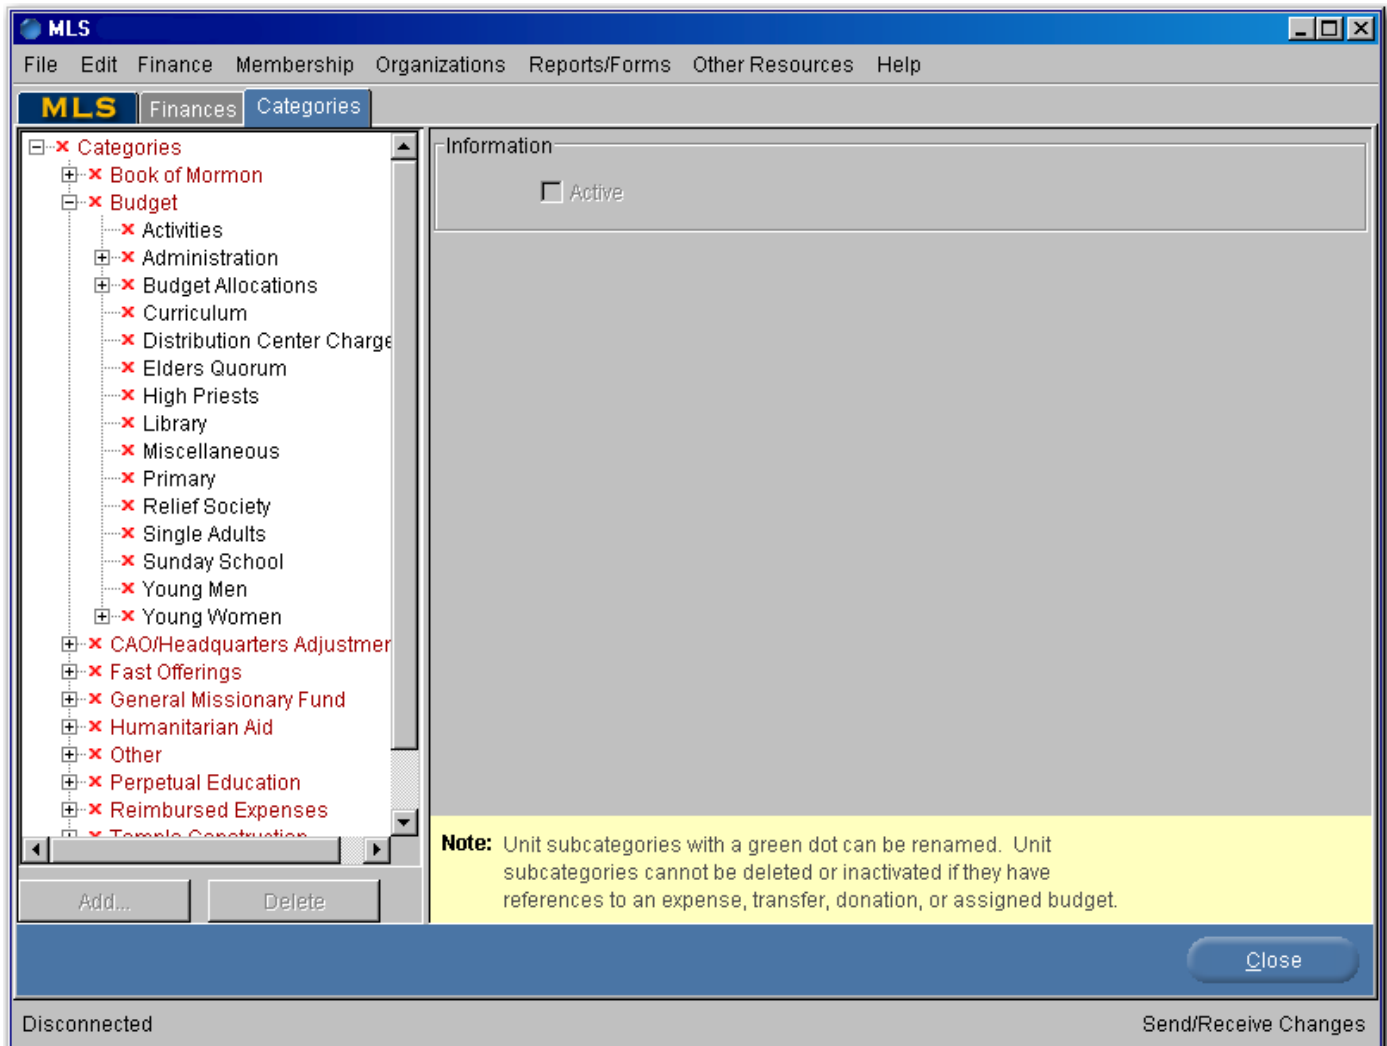 MLS
File Edit Finance Membership Organizations Reports/Forms Other Resources Help
MLS Finances Categories
Categories
Book of Mormon
Budget
Activities
Administration
Budget Allocations
Curriculum
Distribution Center Charge
Elders Quorum
High Priests
Library
Miscellaneous
Primary
Relief Society
Single Adults
Sunday School
Young Men
Young Women
CAO/Headquarters Adjustmer
Fast Offerings
General Missionary Fund
Humanitarian Aid
Other
Perpetual Education
Reimbursed Expenses
Temple Construction
Add... Delete
Information
Active
Note: Unit subcategories with a green dot can be renamed. Unit
subcategories cannot be deleted or inactivated if they have
references to an expense, transfer, donation, or assigned budget.
Close
Disconnected Send/Receive Changes